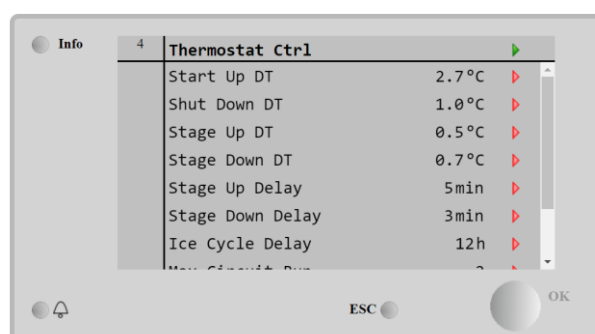 Info
4 Thermostat Ctrl
Start Up DT 2.7°C
Shut Down DT 1.0°C
Stage Up DT 0.5°C
Stage Down DT 0.7°C
Stage Up Delay 5min
Stage Down Delay 3min
Ice Cycle Delay 12h
ESC OK